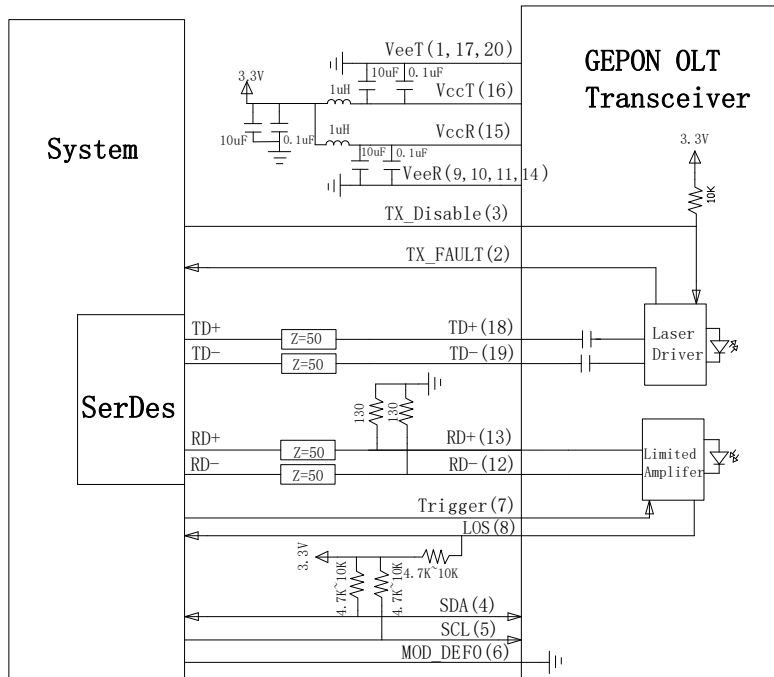 VeeT(1,17,20)
10uF
0.1uF
3.3V
1uH
VccT(16)
GEPON OLT
Transceiver
1uH
VccR(15)
10uF
0.1uF
10uF
0.1uF
System
VeeR(9,10,11,14)
3.3V
10K
TX_Disable(3)
TX_FAULT(2)
TD+
Z=50
TD+(18)
Laser
Driver
TD-
Z=50
TD-(19)
SerDes
130
130
RD+
Z=50
RD+(13)
Limited
Amplifer
RD-
Z=50
RD-(12)
Trigger(7)
LOS(8)
3.3V
4.7K~10K
4.7K~10K
4.7K~10K
SDA(4)
SCL(5)
MOD_DEF0(6)